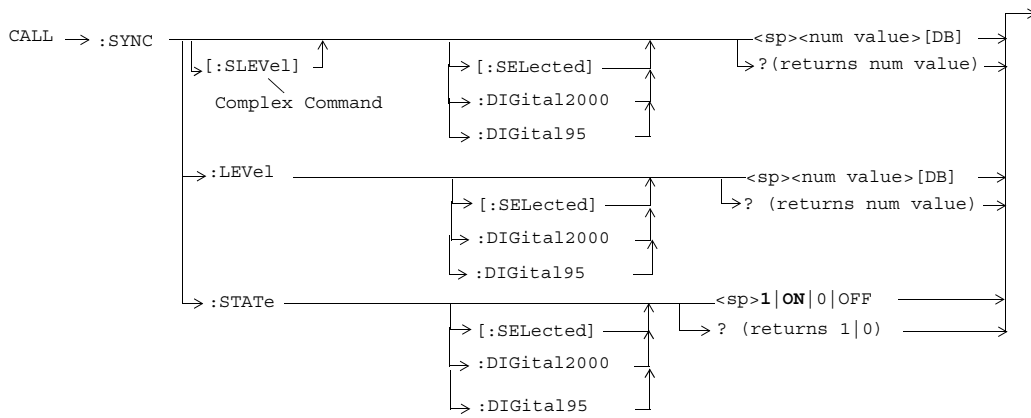 CALL :SYNC <sp><num value>[DB]
[:SLEVel] [:SELected] ?(returns num value)
Complex Command :DIGital2000
:DIGital95
:LEVel <sp><num value>[DB]
[:SELected] ? (returns num value)
:DIGital2000
:DIGital95
:STATe <sp>1|ON|0|OFF
[:SELected] ? (returns 1|0)
:DIGital2000
:DIGital95